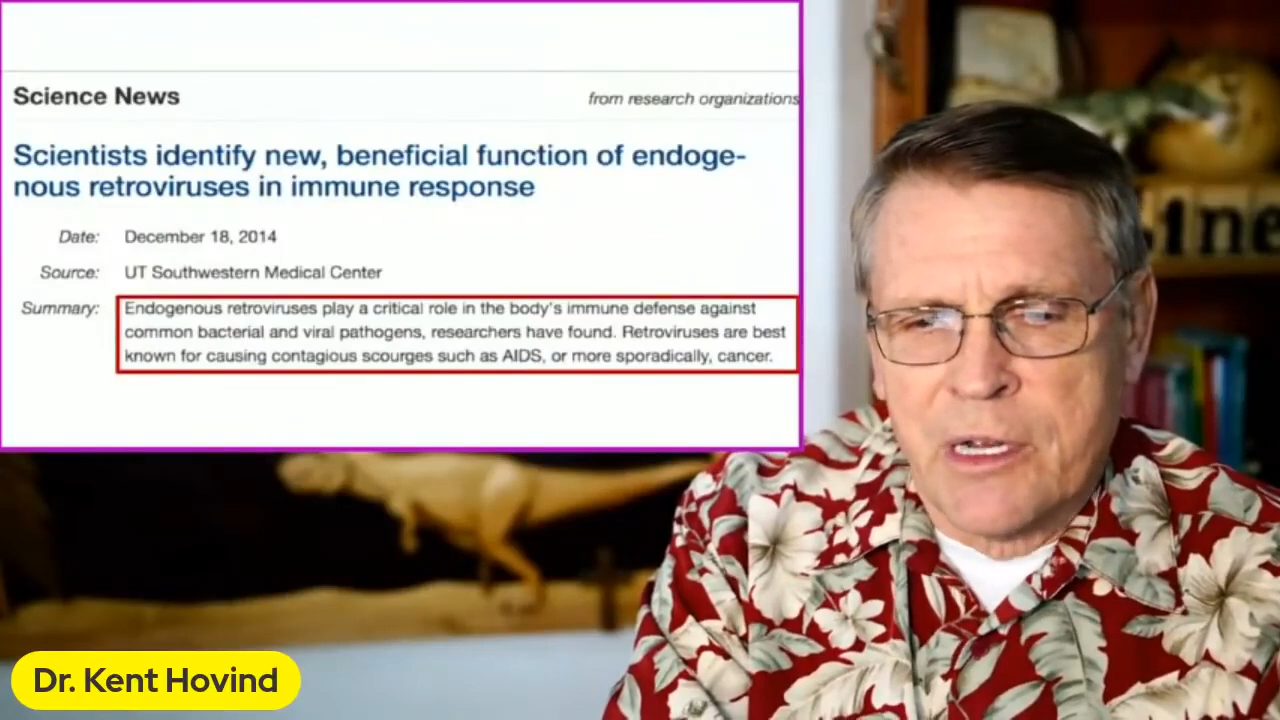 Science News
from research organizations
Scientists identify new, beneficial function of endoge-
nous retroviruses in immune response
Date: December 18, 2014
Source: UT Southwestern Medical Center
Summary: Endogenous retroviruses play a critical role in the body's immune defense against
common bacterial and viral pathogens, researchers have found. Retroviruses are best
known for causing contagious scourges such as AIDS, or more sporadically, cancer.
Dr. Kent Hovind